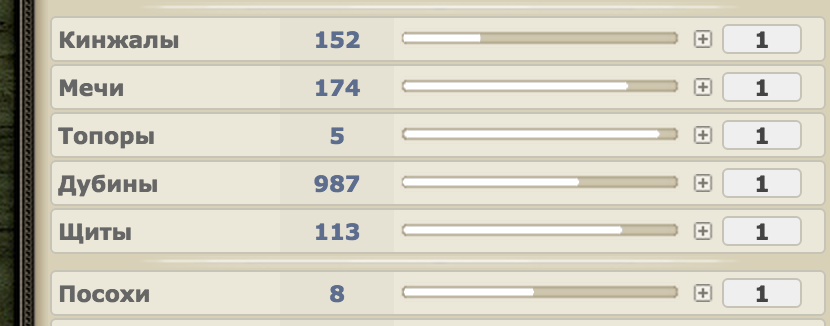 Кинжалы 152 1
Мечи 174 1
Топоры 5 1
Дубины 987 1
Щиты 113 1
Посохи 8 1